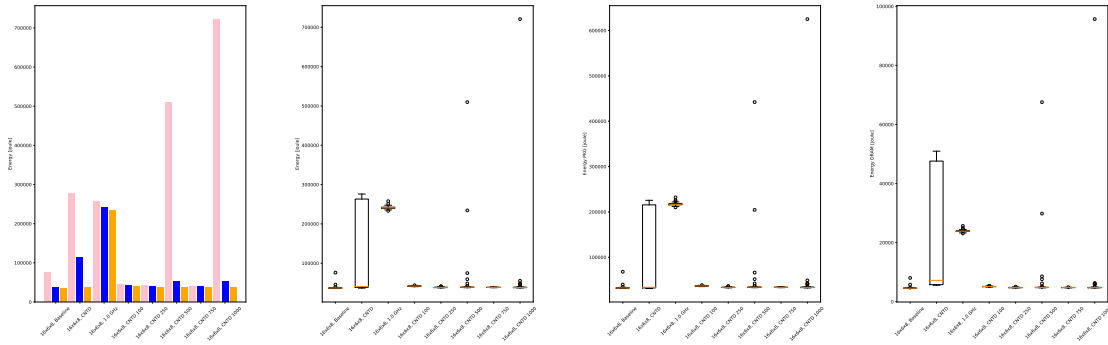 Energy [joule]
700000
600000
500000
400000
300000
200000
100000
0
16x6x8, Baseline
16x6x8, CNTD
16x6x8, 1.0 GHz
16x6x8, CNTD 100
16x6x8, CNTD 250
16x6x8, CNTD 500
16x6x8, CNTD 750
16x6x8, CNTD 1000
Energy [joule]
700000
600000
500000
400000
300000
200000
100000
16x6x8, Baseline
16x6x8, CNTD
16x6x8, 1.0 GHz
16x6x8, CNTD 100
16x6x8, CNTD 250
16x6x8, CNTD 500
16x6x8, CNTD 750
16x6x8, CNTD 1000
Energy PKG [joule]
600000
500000
400000
300000
200000
100000
16x6x8, Baseline
16x6x8, CNTD
16x6x8, 1.0 GHz
16x6x8, CNTD 100
16x6x8, CNTD 250
16x6x8, CNTD 500
16x6x8, CNTD 750
16x6x8, CNTD 1000
Energy DRAM [joule]
100000
80000
60000
40000
20000
0
16x6x8, Baseline
16x6x8, CNTD
16x6x8, 1.0 GHz
16x6x8, CNTD 100
16x6x8, CNTD 250
16x6x8, CNTD 500
16x6x8, CNTD 750
16x6x8, CNTD 100